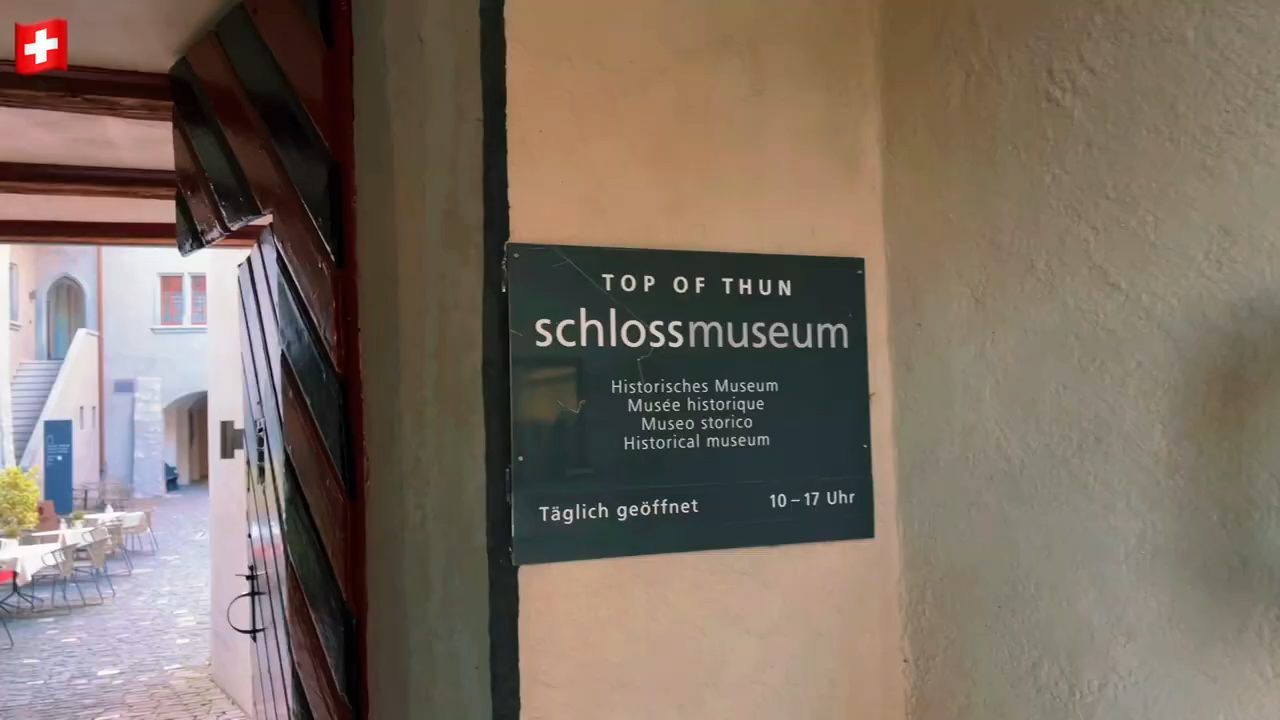 TOP OF THUN
schlossmuseum
Historisches Museum
Musée historique
Museo storico
Historical museum
Täglich geöffnet 10 – 17 Uhr